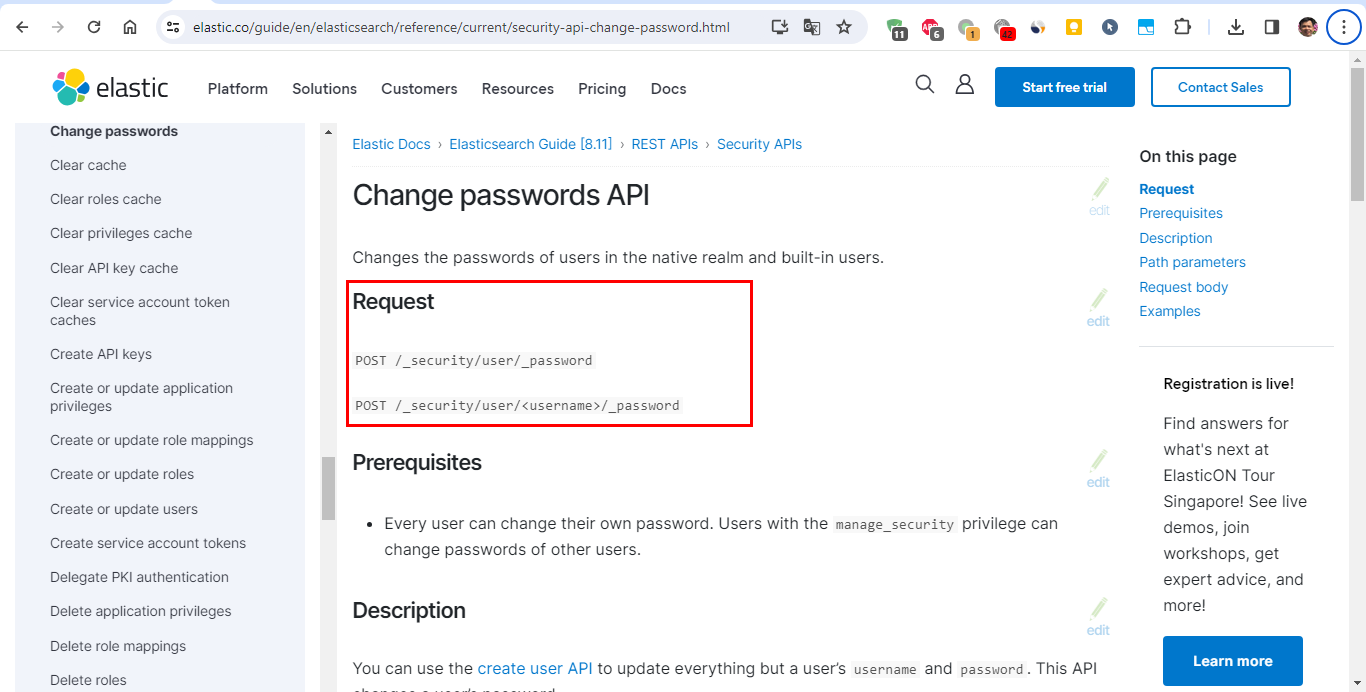 elastic.co/guide/en/elasticsearch/reference/current/security-api-change-password.html
11
6
1
42
elastic
Platform
Solutions
Customers
Resources
Pricing
Docs
Start free trial
Contact Sales
Change passwords
Clear cache
Clear roles cache
Clear privileges cache
Clear API key cache
Clear service account token
caches
Create API keys
Create or update application
privileges
Create or update role mappings
Create or update roles
Create or update users
Create service account tokens
Delegate PKI authentication
Delete application privileges
Delete role mappings
Delete roles
Elastic Docs › Elasticsearch Guide [8.11] › REST APIs › Security APIs
Change passwords API
edit
Changes the passwords of users in the native realm and built-in users.
Request
edit
POST /_security/user/_password
POST /_security/user/<username>/_password
Prerequisites
edit
• Every user can change their own password. Users with the manage_security privilege can
change passwords of other users.
Description
edit
You can use the create user API to update everything but a user’s username and password. This API
changes a user's password.
On this page
Request
Prerequisites
Description
Path parameters
Request body
Examples
Registration is live!
Find answers for
what's next at
ElasticON Tour
Singapore! See live
demos, join
workshops, get
expert advice, and
more!
Learn more